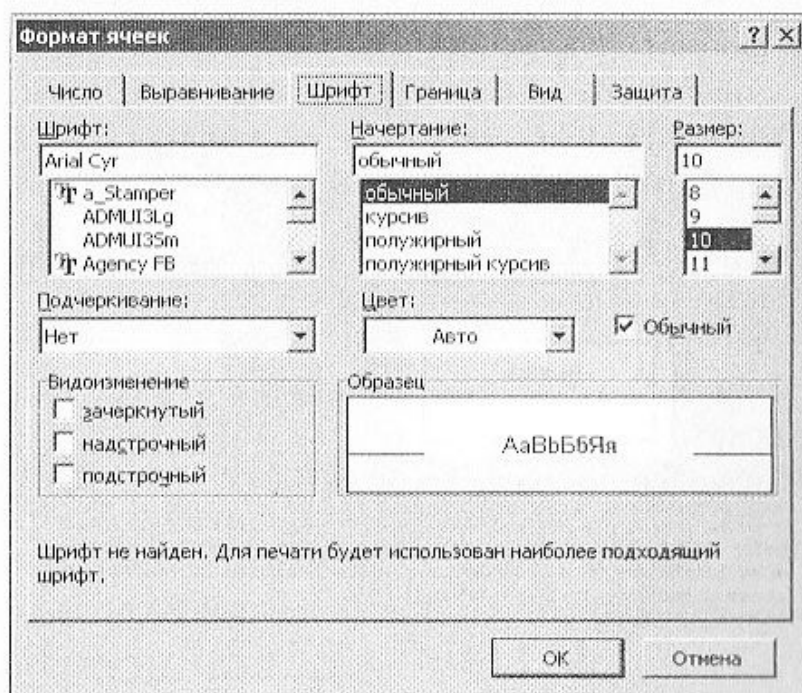 Формат ячеек
Число Выравнивание Шрифт Граница Вид Защита
Шрифт: Начертание: Размер:
Arial Cyr обычный 10
a_Stamper обычный 8
ADMUI3Lg курсив 9
ADMUI3Sm полужирный 10
Agency FB полужирный курсив 11
Подчеркивание: Цвет:
Нет Авто Обычный
Видоизменение Образец
зачеркнутый
надстрочный АаВbБбЯя
подстрочный
Шрифт не найден. Для печати будет использован наиболее подходящий
шрифт.
ОК Отмена